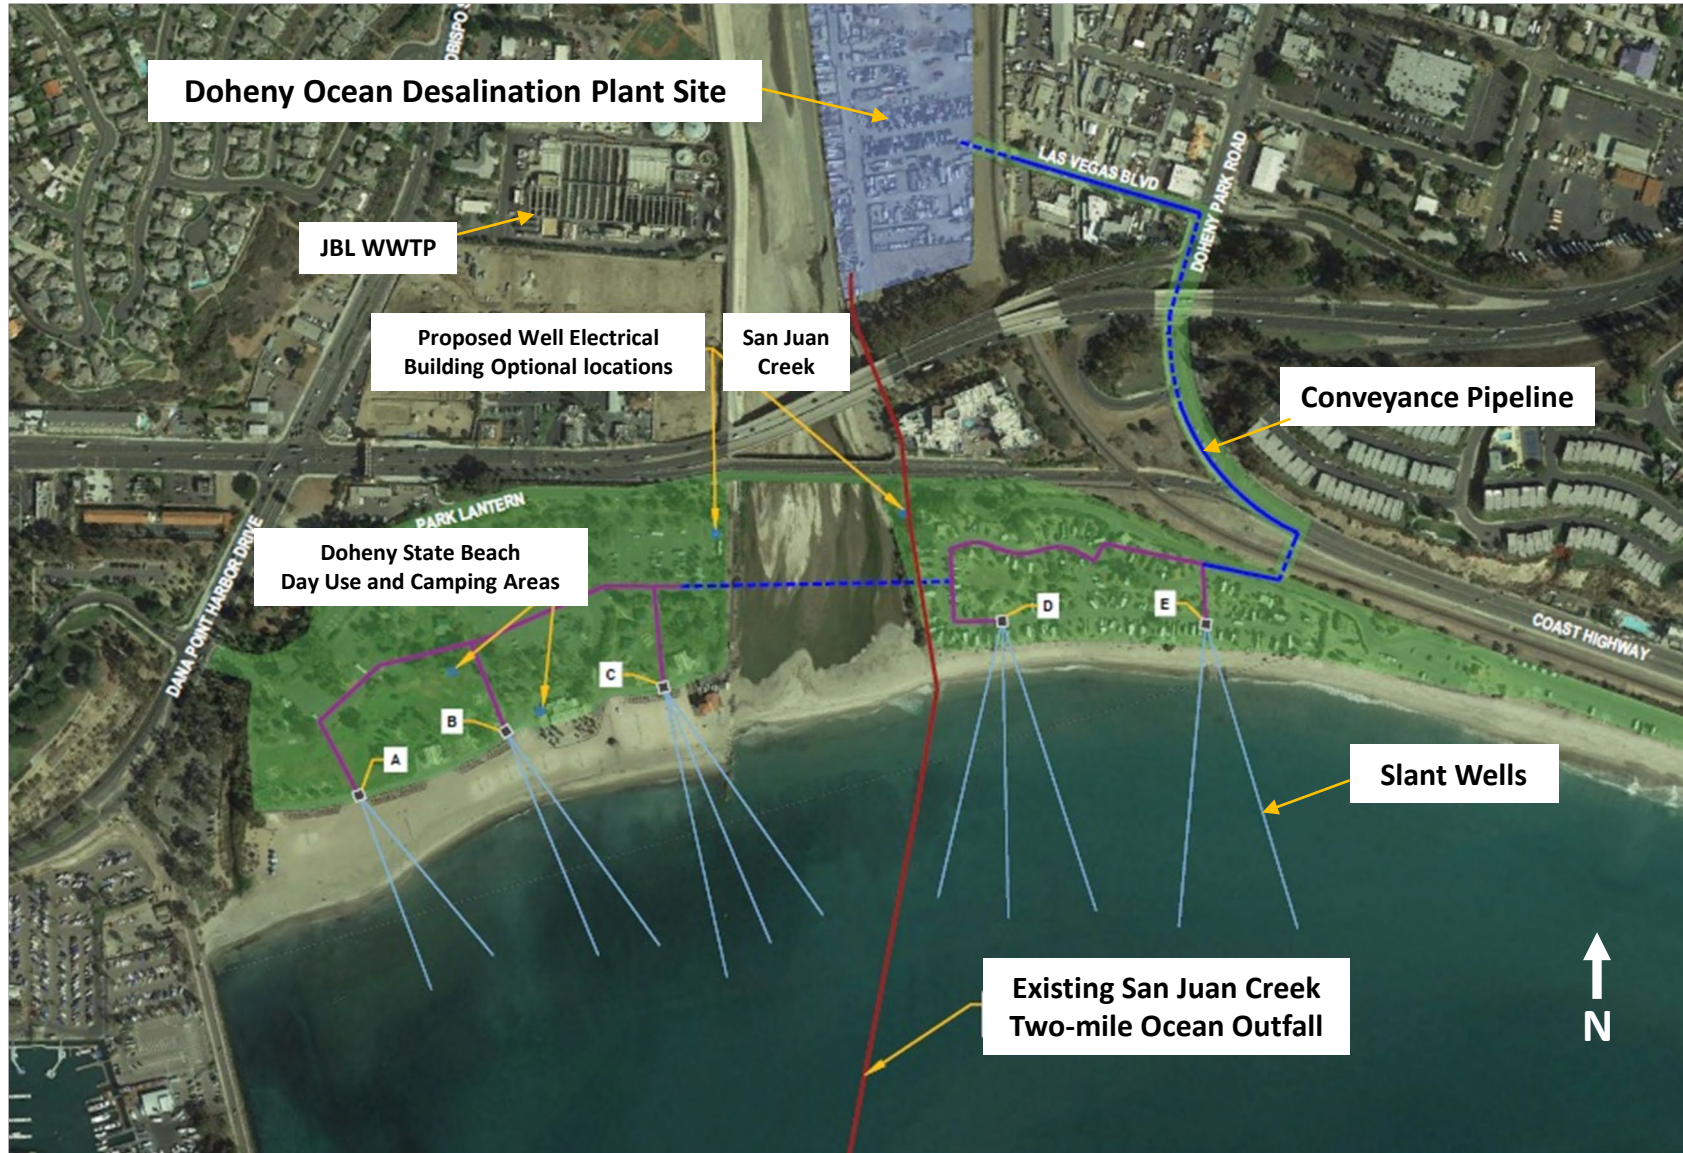 OBISPO S
Doheny Ocean Desalination Plant Site
LAS VEGAS BLVD
DOHENY PARK ROAD
JBL WWTP
Proposed Well Electrical
Building Optional locations
San Juan
Creek
Conveyance Pipeline
PARK LANTERN
DANA POINT HARBOR DRIVE
Doheny State Beach
Day Use and Camping Areas
D
E
COAST HIGHWAY
C
B
A
Slant Wells
Existing San Juan Creek
Two-mile Ocean Outfall
N